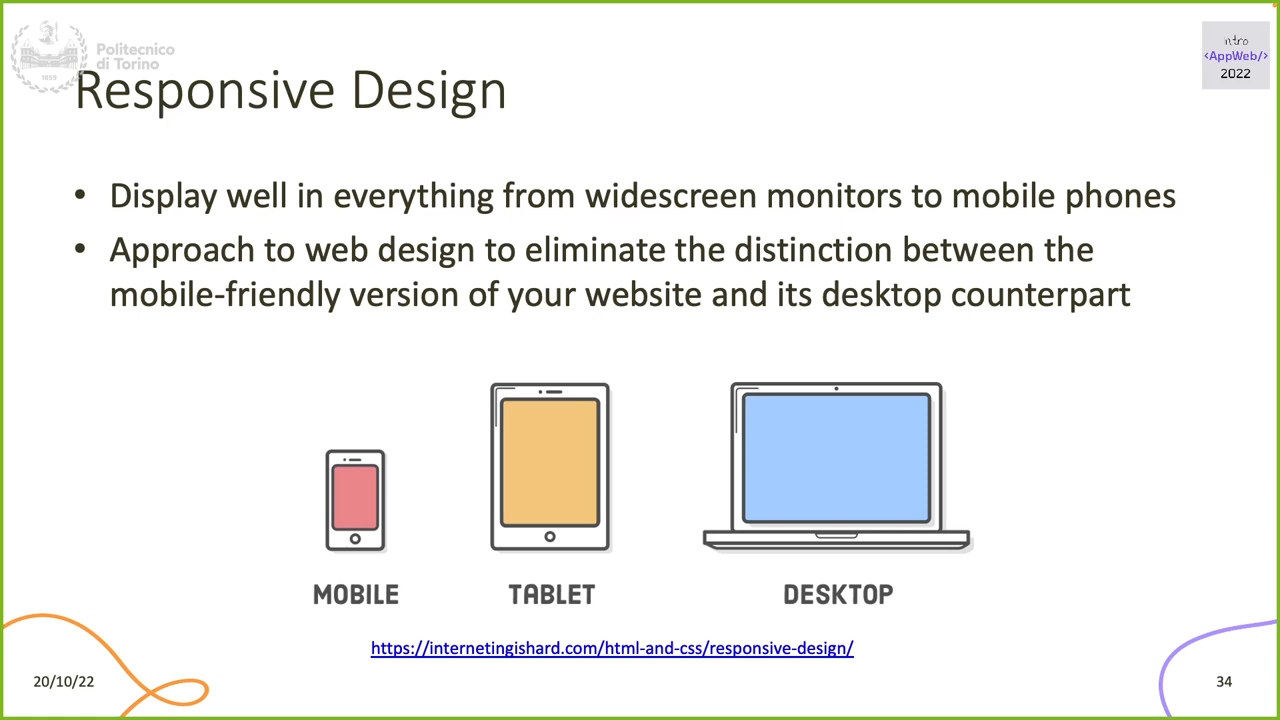 Politecnico
di Torino
1859
intro
<AppWeb/>
2022
Responsive Design
• Display well in everything from widescreen monitors to mobile phones
• Approach to web design to eliminate the distinction between the
mobile-friendly version of your website and its desktop counterpart
MOBILE
TABLET
DESKTOP
https://internetingishard.com/html-and-css/responsive-design/
20/10/22
34